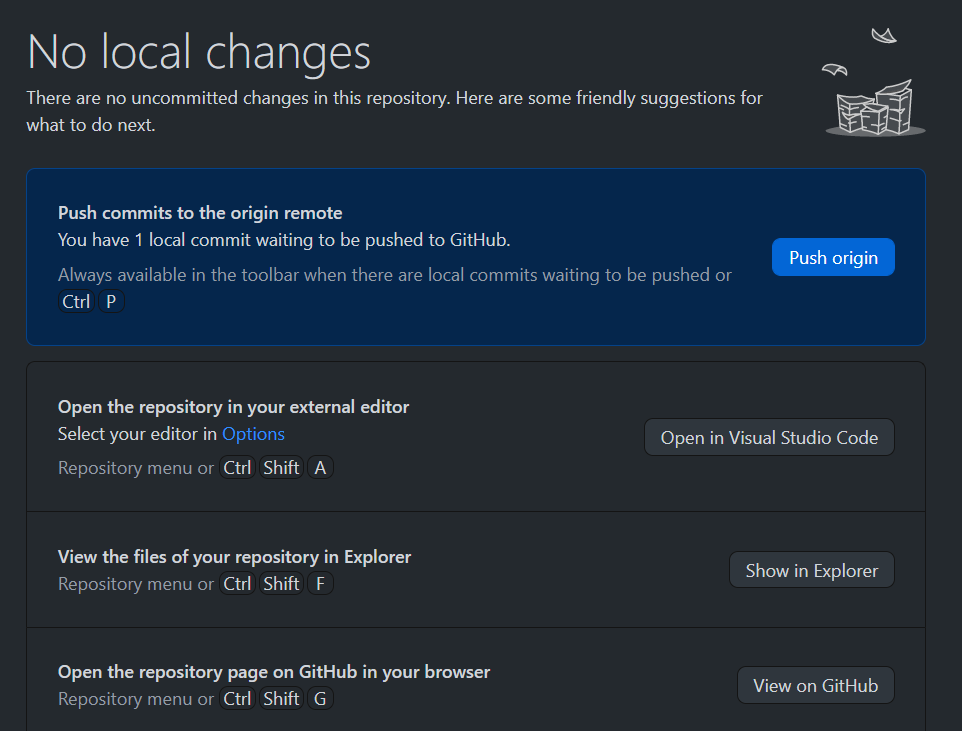 No local changes
There are no uncommitted changes in this repository. Here are some friendly suggestions for
what to do next.
Push commits to the origin remote
You have 1 local commit waiting to be pushed to GitHub.
Always available in the toolbar when there are local commits waiting to be pushed or
Ctrl P
Push origin
Open the repository in your external editor
Select your editor in Options
Repository menu or Ctrl Shift A
Open in Visual Studio Code
View the files of your repository in Explorer
Repository menu or Ctrl Shift F
Show in Explorer
Open the repository page on GitHub in your browser
Repository menu or Ctrl Shift G
View on GitHub